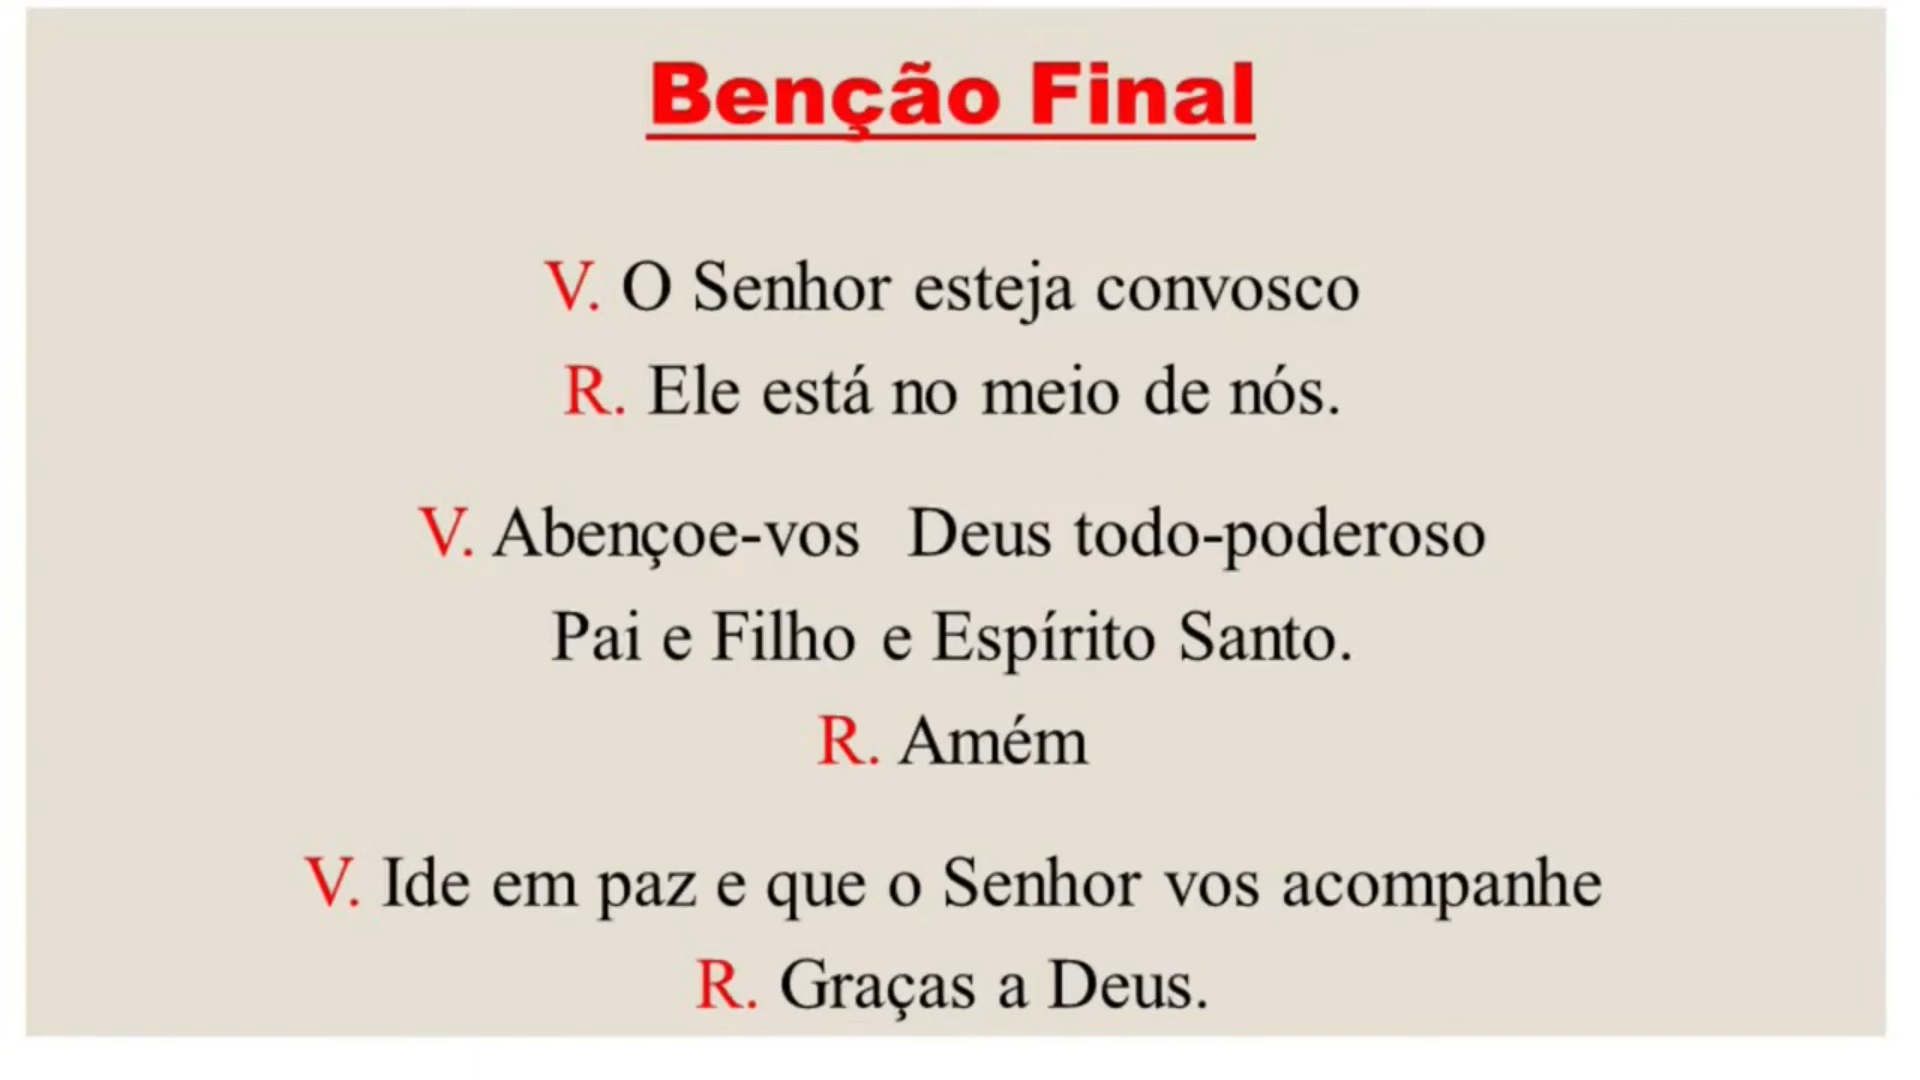 Benção Final
V. O Senhor esteja convosco
R. Ele está no meio de nós.
V. Abençoe-vos  Deus todo-poderoso
Pai e Filho e Espírito Santo.
R. Amém
V. Ide em paz e que o Senhor vos acompanhe
R. Graças a Deus.